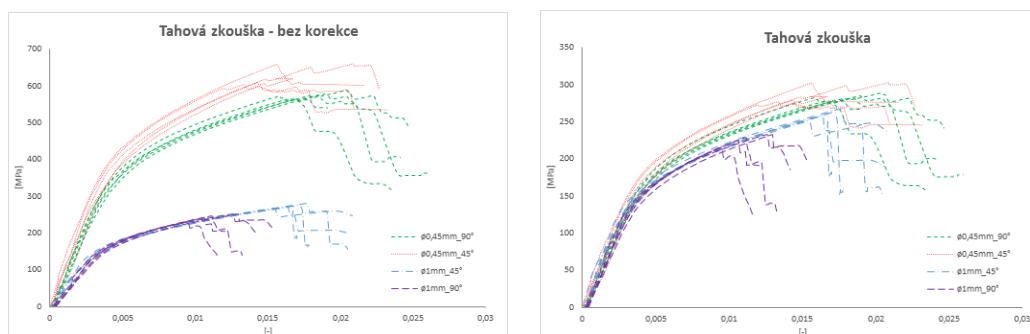 Tahová zkouška - bez korekce
700
600
500
400
300
200
100
0
[MPa]
0
0,005
0,01
0,015
0,02
0,025
0,03
[-]
ø0,45mm_90°
ø0,45mm_45°
ø1mm_45°
ø1mm_90°
Tahová zkouška
350
300
250
200
150
100
50
0
[MPa]
0
0,005
0,01
0,015
0,02
0,025
0,03
[-]
ø0,45mm_90°
ø0,45mm_45°
ø1mm_45°
ø1mm_90°